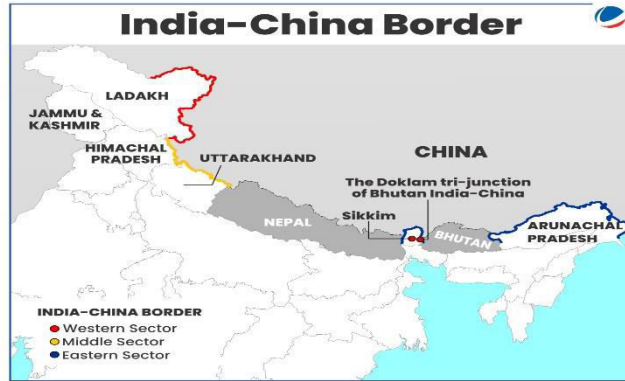 India-China Border
LADAKH
JAMMU &
KASHMIR
HIMACHAL
PRADESH
UTTARAKHAND
CHINA
The Doklam tri-junction
of Bhutan India-China
Sikkim
NEPAL
BHUTAN
ARUNACHAL
PRADESH
INDIA-CHINA BORDER
Western Sector
Middle Sector
Eastern Sector